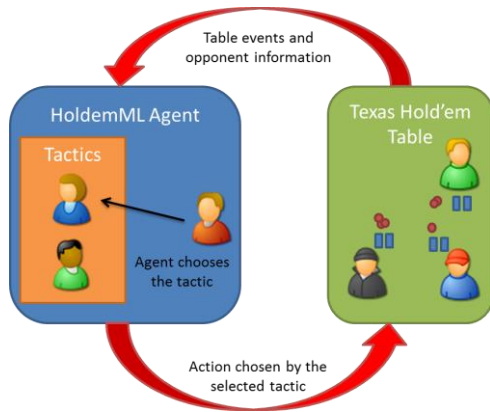 Table events and
opponent information
HoldemML Agent
Tactics
Agent chooses
the tactic
Texas Hold'em
Table
Action chosen by the
selected tactic